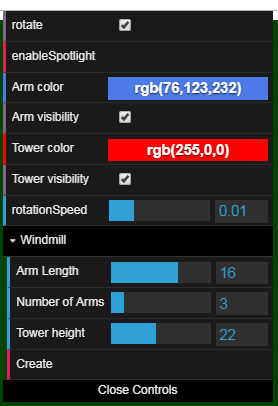 rotate
enableSpotlight
Arm color rgb(76,123,232)
Arm visibility
Tower color rgb(255,0,0)
Tower visibility
rotationSpeed 0.01
Windmill
Arm Length 16
Number of Arms 3
Tower height 22
Create
Close Controls